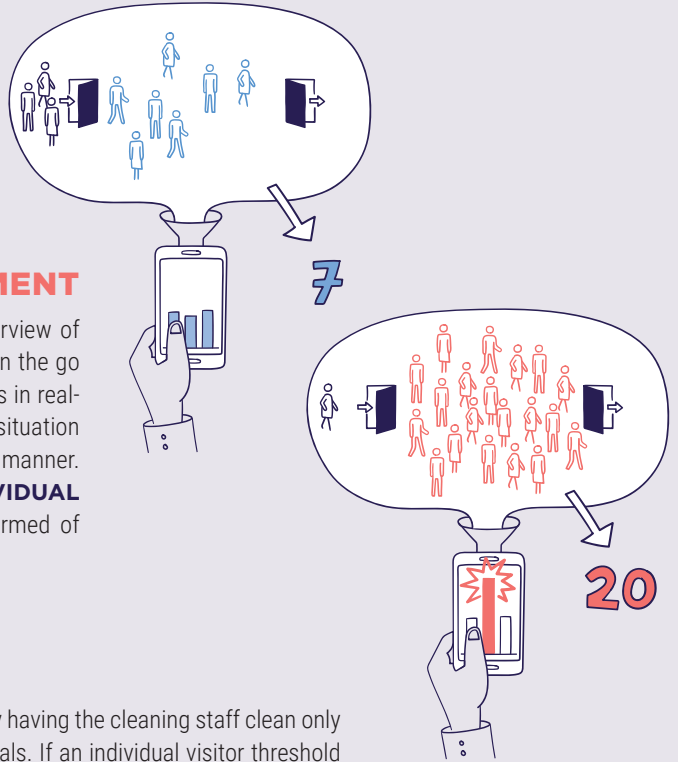 7
MENT
rview of
n the go
s in real-
situation
manner.
VIDUAL
rmed of
20
y having the cleaning staff clean only
als. If an individual visitor threshold